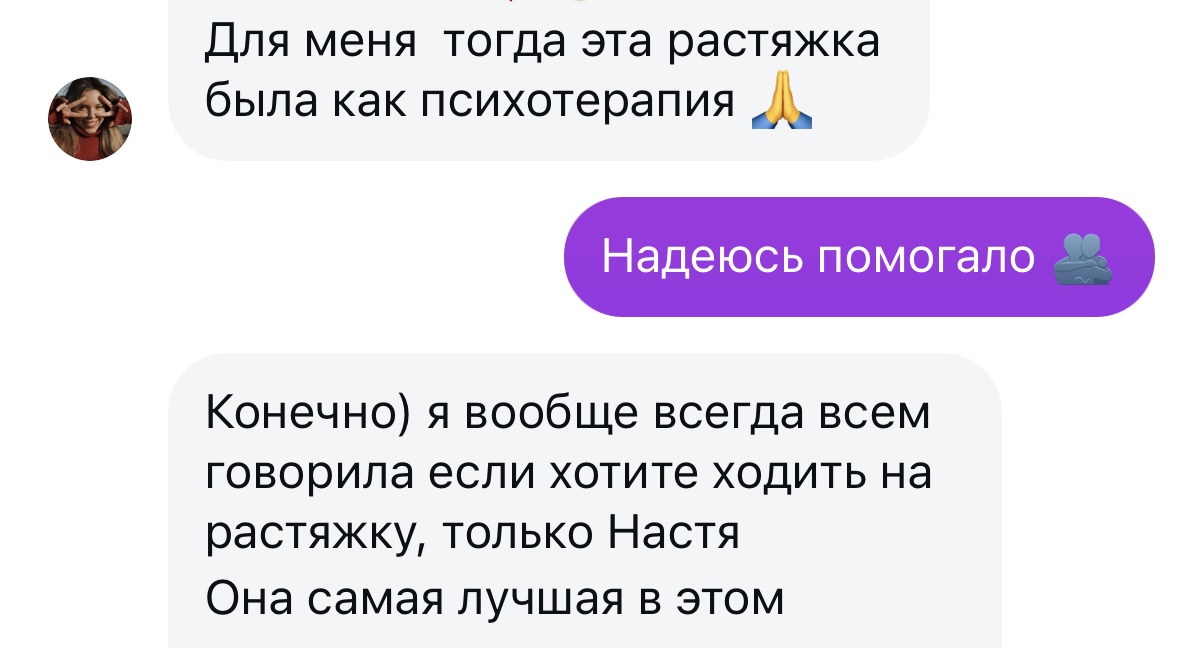 Для меня  тогда эта растяжка
была как психотерапия 🙏
Надеюсь помогало 🫂
Конечно) я вообще всегда всем
говорила если хотите ходить на
растяжку, только Настя
Она самая лучшая в этом